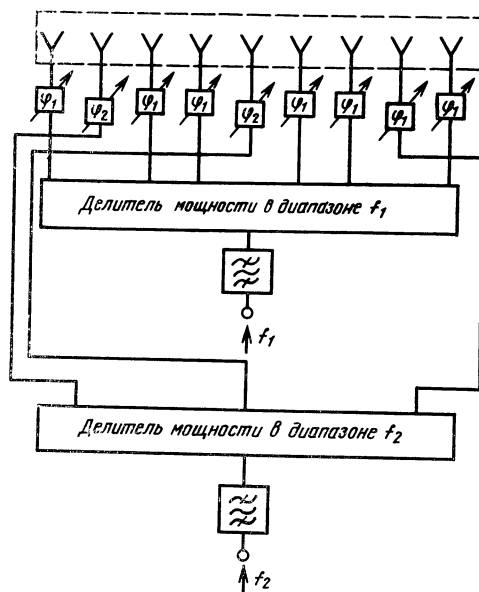 φ₁ φ₂ φ₁ φ₁ φ₂ φ₁ φ₁ φ₁ φ₁
Делитель мощности в диапазоне f₁
f₁
Делитель мощности в диапазоне f₂
f₂